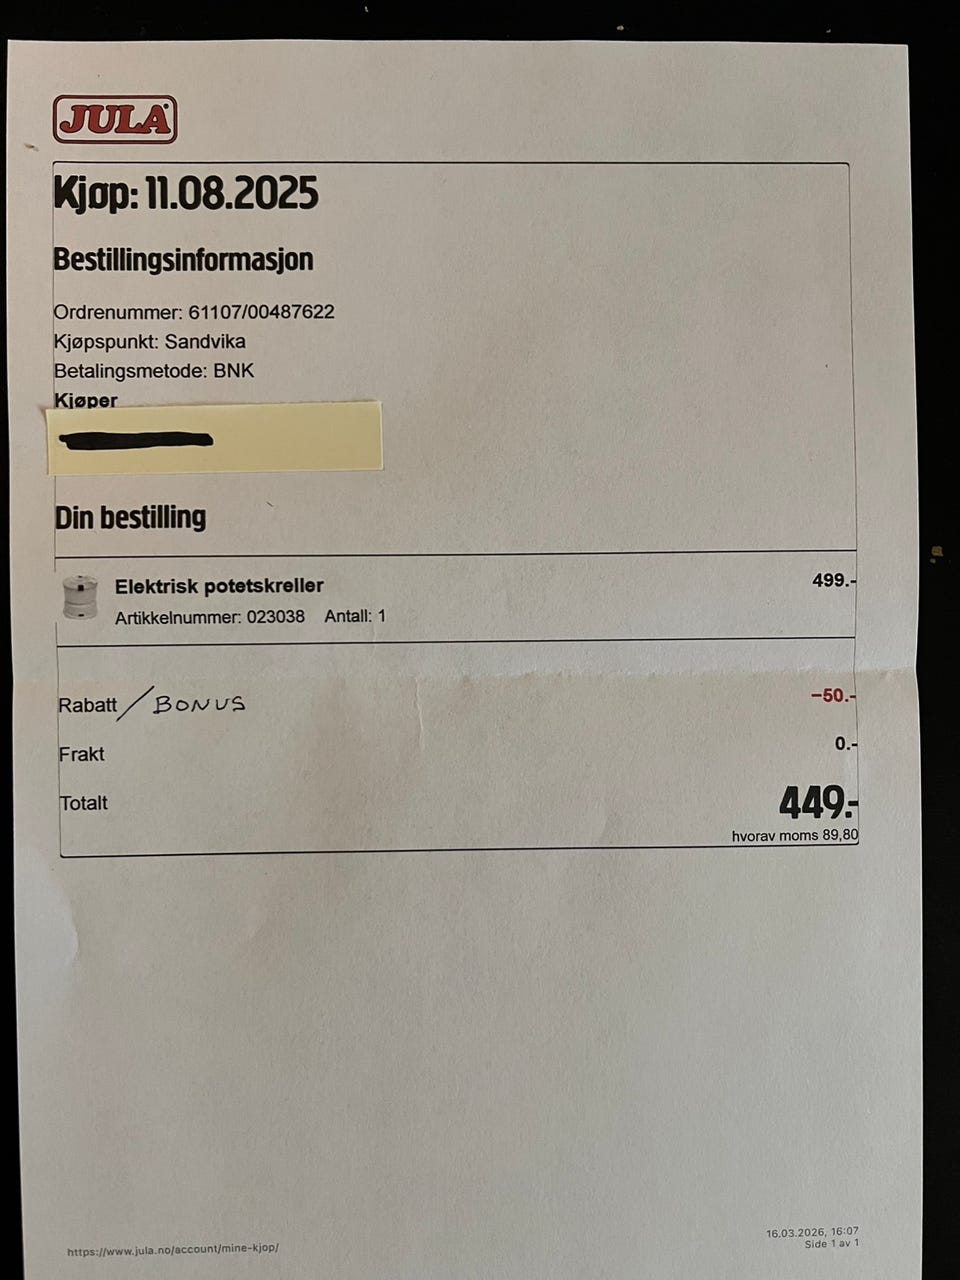 JULA
Kjøp: 11.08.2025
Bestillingsinformasjon
Ordrenummer: 61107/00487622
Kjøpspunkt: Sandvika
Betalingsmetode: BNK
Kjøper
Din bestilling
Elektrisk potetskreller 499.-
Artikkelnummer: 023038 Antall: 1
Rabatt / BONUS -50.-
Frakt 0.-
Totalt 449.-
hvorav moms 89,80
https://www.jula.no/account/mine-kjop/ 16.03.2026, 16:07
Side 1 av 1